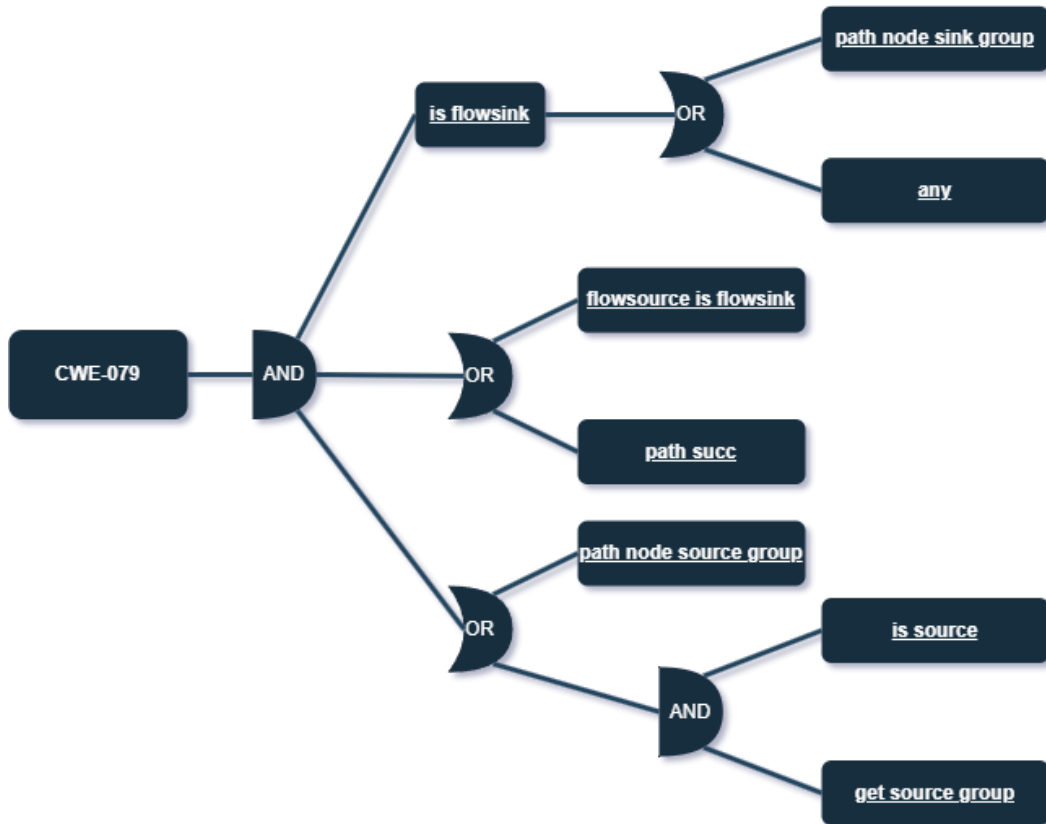 path node sink group
is flowsink
OR
any
flowsource is flowsink
CWE-079
AND
OR
path succ
path node source group
OR
is source
AND
get source group